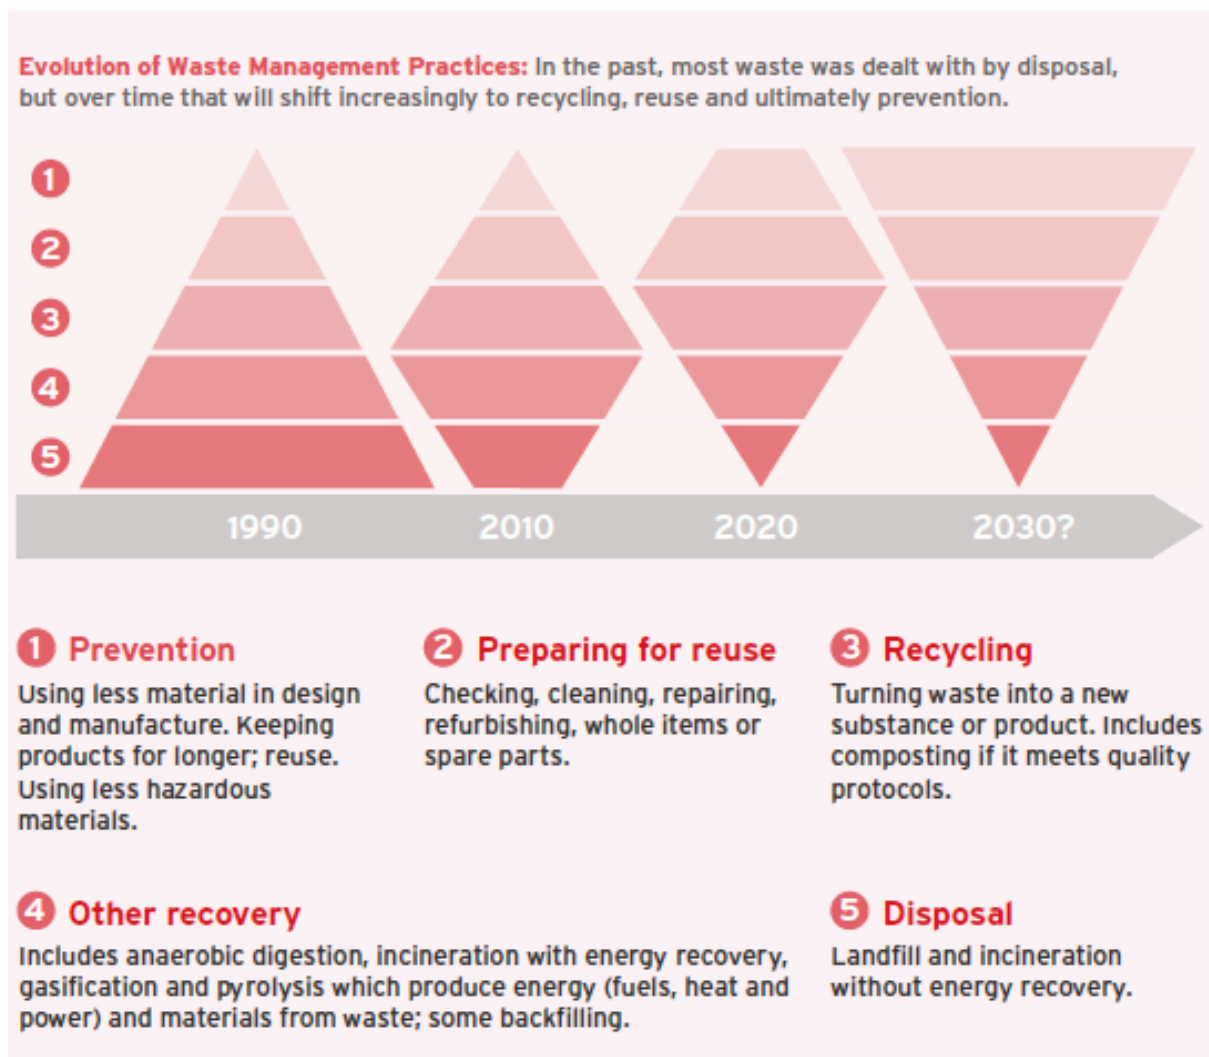 Evolution of Waste Management Practices: In the past, most waste was dealt with by disposal,
but over time that will shift increasingly to recycling, reuse and ultimately prevention.
1
2
3
4
5
1990 2010 2020 2030?
1 Prevention
Using less material in design
and manufacture. Keeping
products for longer; reuse.
Using less hazardous
materials.
2 Preparing for reuse
Checking, cleaning, repairing,
refurbishing, whole items or
spare parts.
3 Recycling
Turning waste into a new
substance or product. Includes
composting if it meets quality
protocols.
4 Other recovery
Includes anaerobic digestion, incineration with energy recovery,
gasification and pyrolysis which produce energy (fuels, heat and
power) and materials from waste; some backfilling.
5 Disposal
Landfill and incineration
without energy recovery.